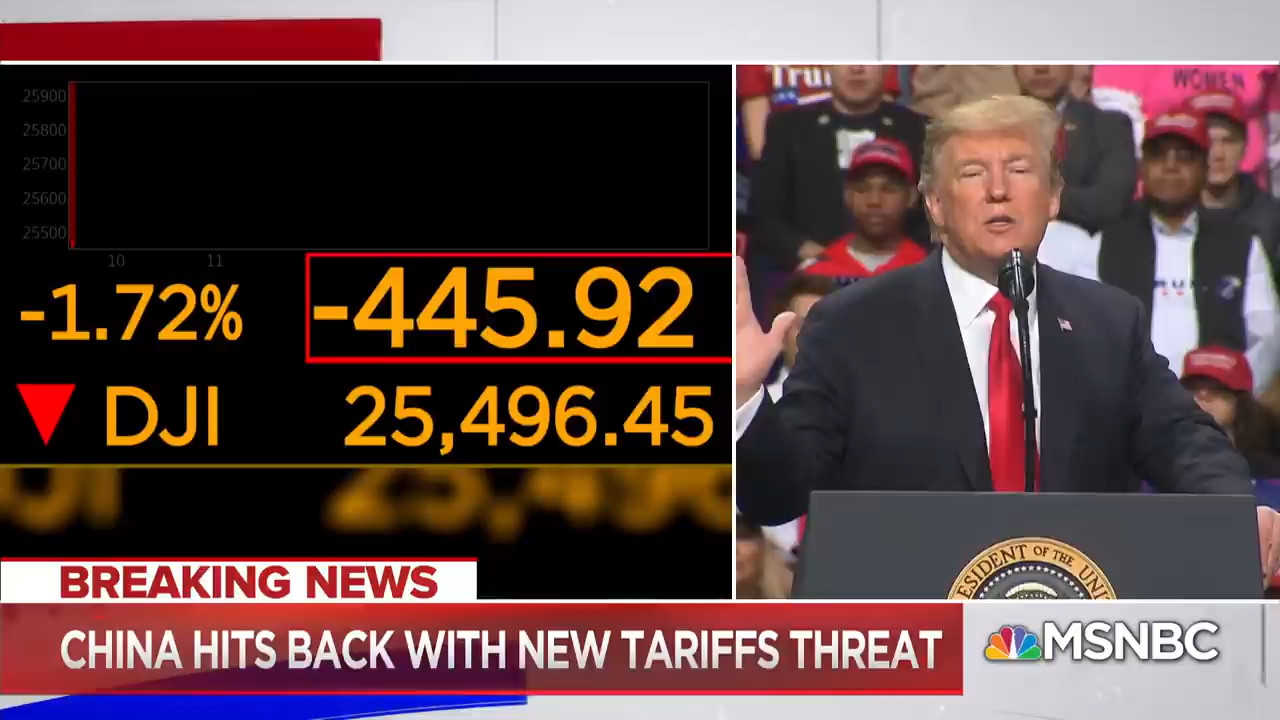 25900
25800
25700
25600
25500
10 11
-1.72% -445.92
DJI 25,496.45
BREAKING NEWS
CHINA HITS BACK WITH NEW TARIFFS THREAT
MSNBC
WOMEN